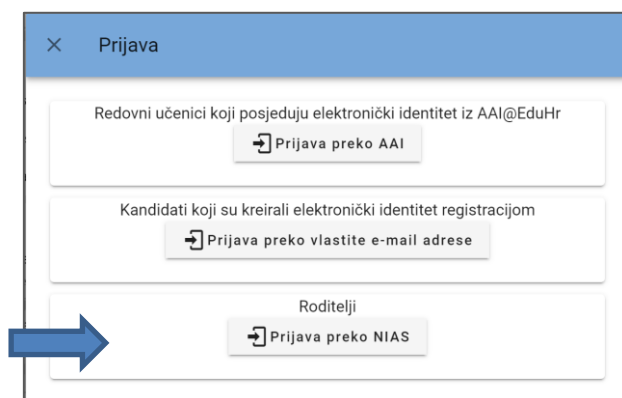 Prijava
Redovni učenici koji posjeduju elektronički identitet iz AAI@EduHr
Prijava preko AAI
Kandidati koji su kreirali elektronički identitet registracijom
Prijava preko vlastite e-mail adrese
Roditelji
Prijava preko NIAS